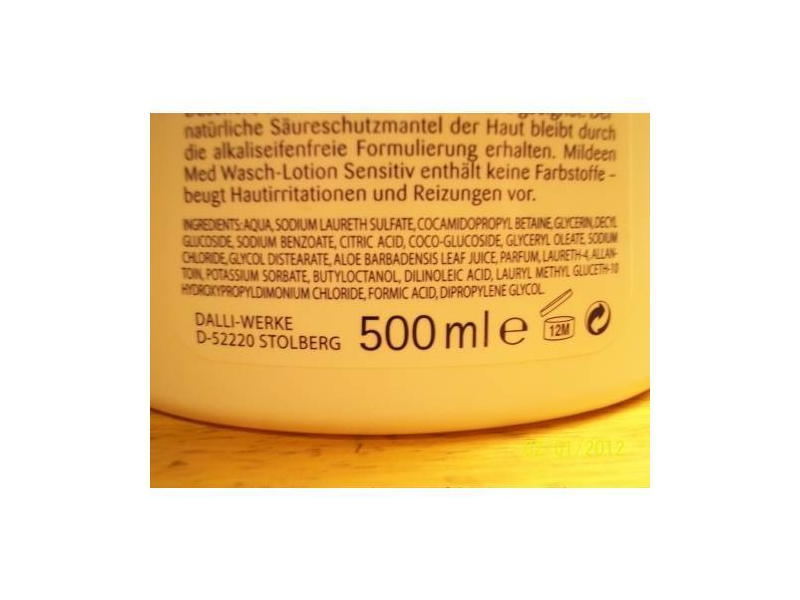 natürliche Säureschutzmantel der Haut bleibt durch
die alkaliseifenfreie Formulierung erhalten. Mildeen
Med Wasch-Lotion Sensitiv enthält keine Farbstoffe -
beugt Hautirritationen und Reizungen vor.
INGREDIENTS: AQUA, SODIUM LAURETH SULFATE, COCAMIDOPROPYL BETAINE, GLYCERIN, DECYL
GLUCOSIDE, SODIUM BENZOATE, CITRIC ACID, COCO-GLUCOSIDE, GLYCERYL OLEATE, SODIUM
CHLORIDE, GLYCOL DISTEARATE, ALOE BARBADENSIS LEAF JUICE, PARFUM, LAURETH-4, ALLAN-
TOIN, POTASSIUM SORBATE, BUTYLOCTANOL, DILINOLEIC ACID, LAURYL METHYL GLUCETH-10
HYDROXYPROPYLDIMONIUM CHLORIDE, FORMIC ACID, DIPROPYLENE GLYCOL.
DALLI-WERKE
D-52220 STOLBERG
500 ml e
12M
02/01/2012